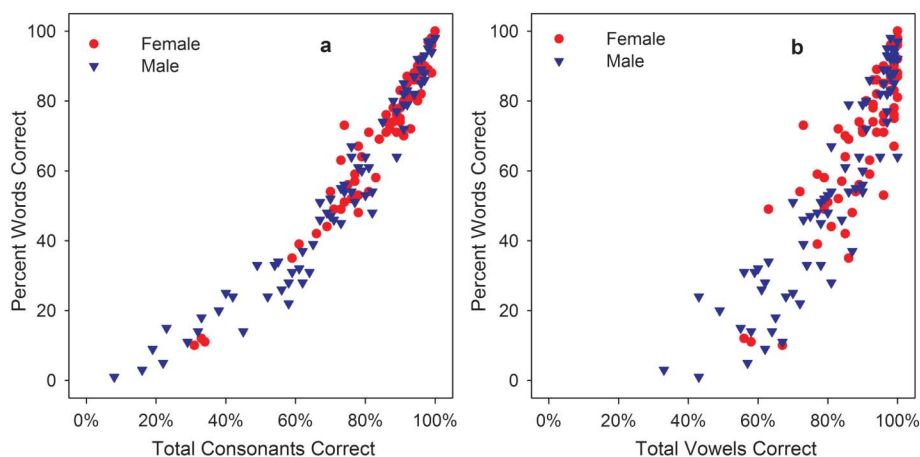 Female
Male
a
Percent Words Correct
100
80
60
40
20
0
0% 20% 40% 60% 80% 100%
Total Consonants Correct
Female
Male
b
Percent Words Correct
100
80
60
40
20
0
0% 20% 40% 60% 80% 100%
Total Vowels Correct